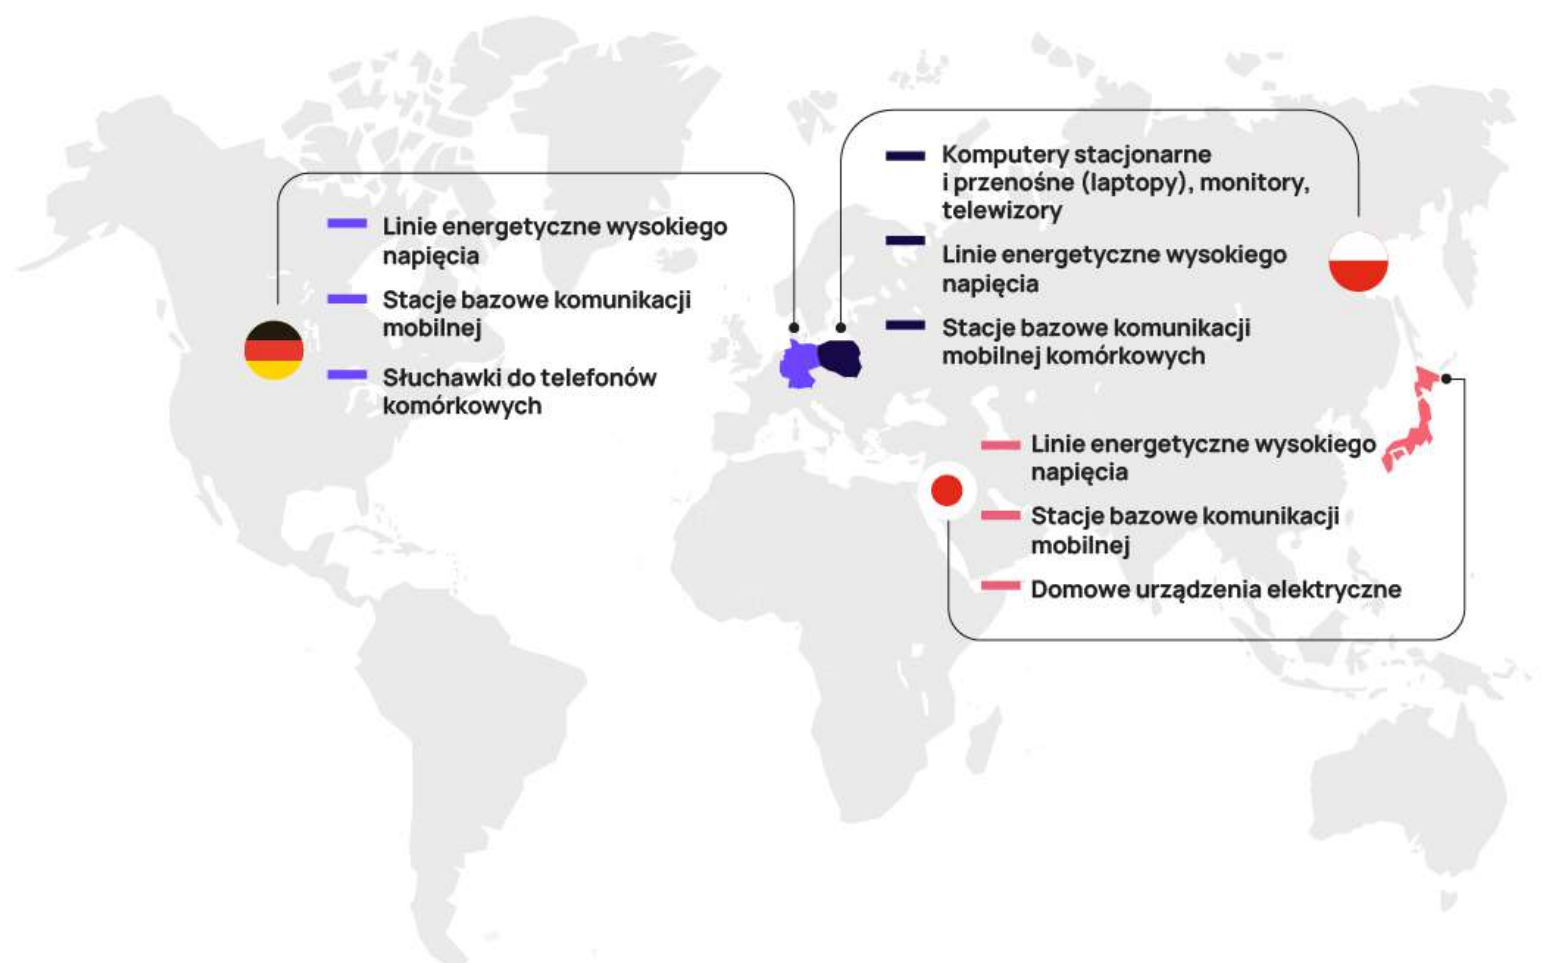 Linie energetyczne wysokiego
napięcia
Stacje bazowe komunikacji
mobilnej
Słuchawki do telefonów
komórkowych
Komputery stacjonarne
i przenośne (laptopy), monitory,
telewizory
Linie energetyczne wysokiego
napięcia
Stacje bazowe komunikacji
mobilnej komórkowych
Linie energetyczne wysokiego
napięcia
Stacje bazowe komunikacji
mobilnej
Domowe urządzenia elektryczne